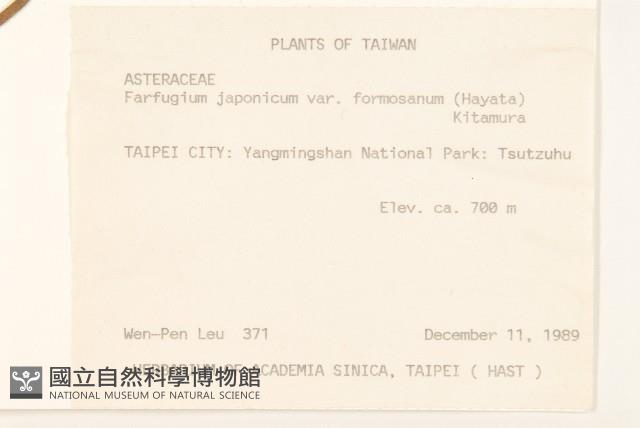 PLANTS OF TAIWAN
ASTERACEAE
Farfugium japonicum var. formosanum (Hayata)
Kitamura
TAIPEI CITY: Yangmingshan National Park: Tsutzuhu
Elev. ca. 700 m
Wen-Pen Leu 371 December 11, 1989
HERBARIUM OF ACADEMIA SINICA, TAIPEI ( HAST )
國立自然科學博物館
NATIONAL MUSEUM OF NATURAL SCIENCE